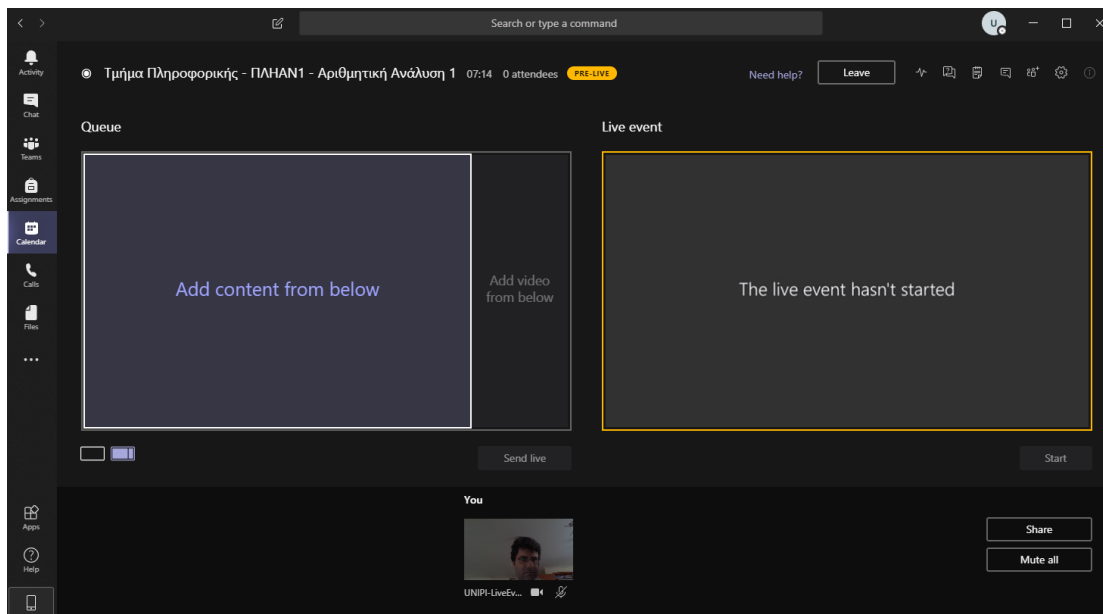 Search or type a command
U
Activity
Chat
Teams
Assignments
Calendar
Calls
Files
Apps
Help
Τμήμα Πληροφορικής - ΠΛΗΑΝ1 - Αριθμητική Ανάλυση 1 07:14 0 attendees PRE-LIVE
Need help? Leave
Queue
Add content from below
Add video
from below
Send live
Live event
The live event hasn't started
Start
You
UNIPI-LiveEv...
Share
Mute all